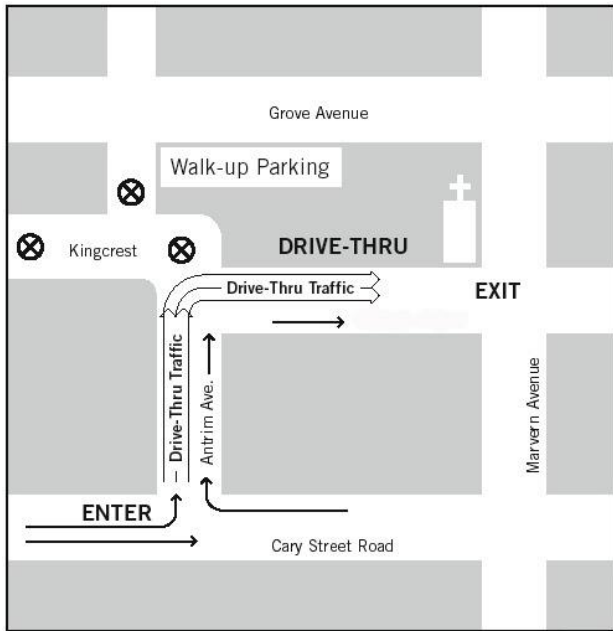 Grove Avenue
Walk-up Parking
Kingcrest
DRIVE-THRU
Drive-Thru Traffic
EXIT
Drive-Thru Traffic
Antrim Ave.
Marvern Avenue
ENTER
Cary Street Road